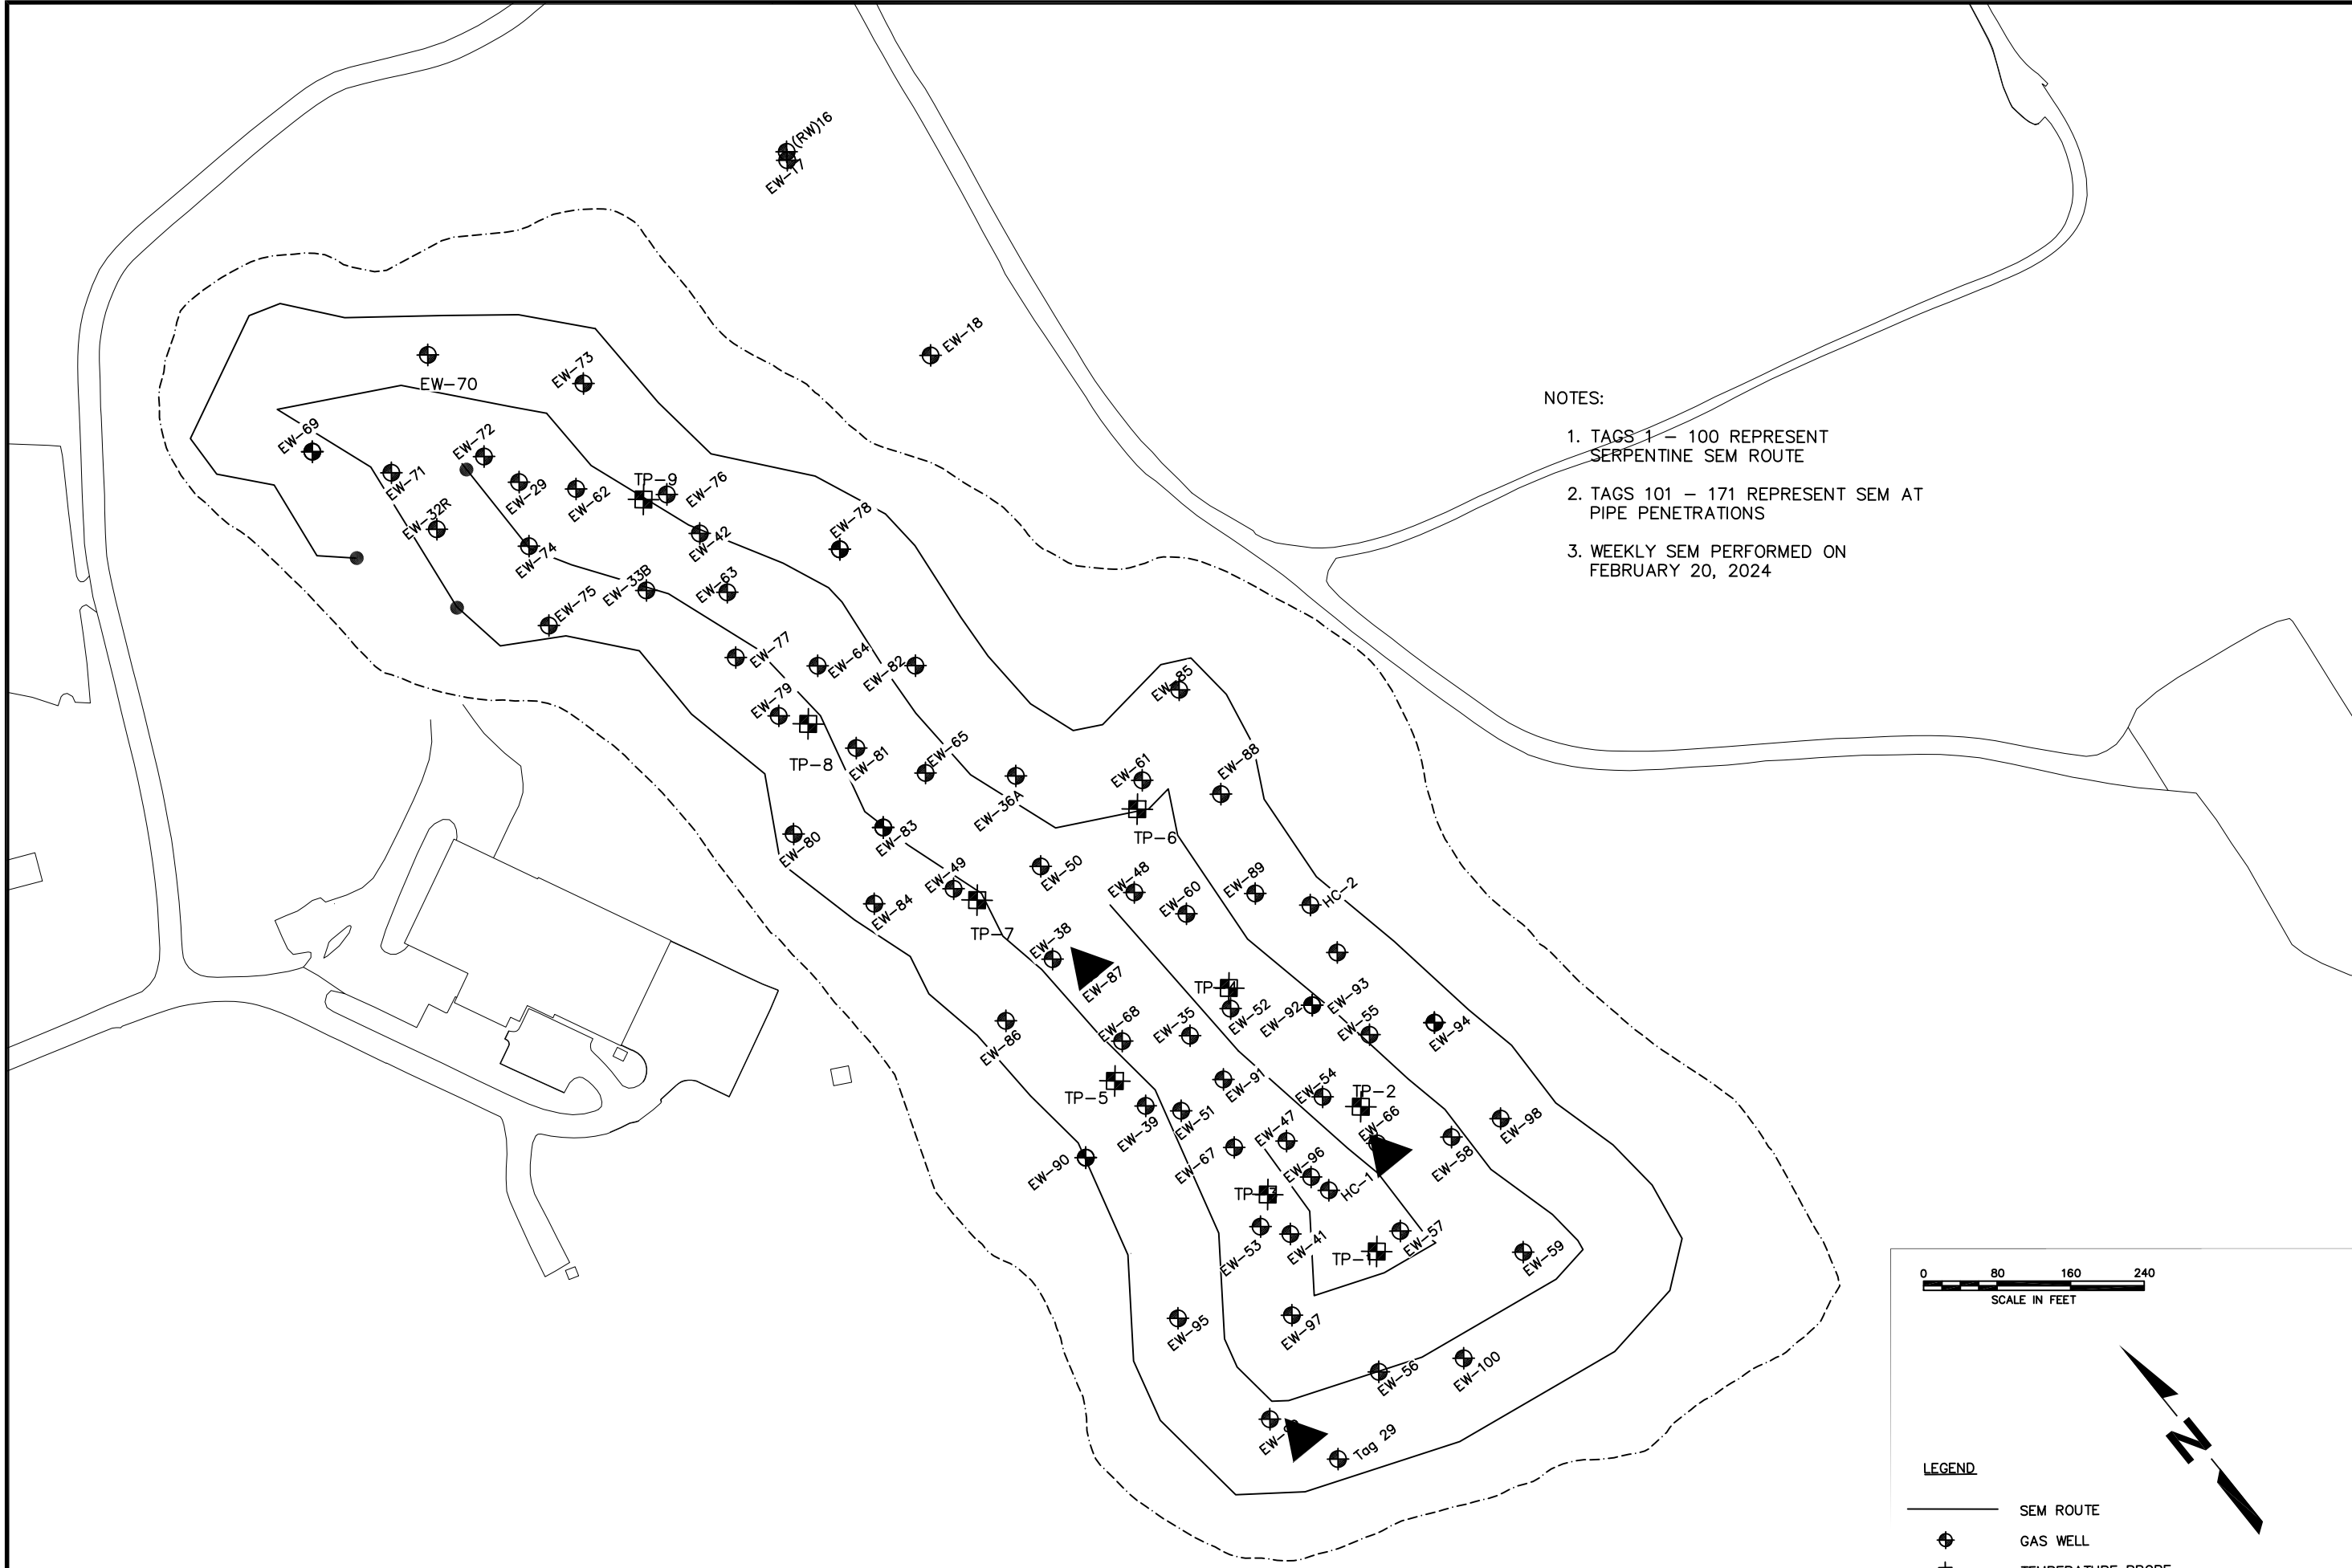 (RW)16
EW-17
EW-18
EW-70
EW-73
EW-69
EW-72
EW-71
EW-29
EW-62
TP-9
EW-76
EW-32R
EW-74
EW-42
EW-78
EW-75
EW-33B
EW-63
EW-77
EW-64
EW-82
EW-79
TP-8
EW-81
EW-65
EW-36A
EW-85
EW-61
EW-88
TP-6
EW-80
EW-83
EW-49
EW-84
EW-50
EW-48
EW-60
EW-89
HC-2
TP-7
EW-38
EW-87
EW-86
EW-68
EW-35
EW-52
EW-92
EW-93
EW-55
EW-94
TP-5
EW-39
EW-51
EW-91
EW-54
TP-2
EW-66
EW-98
EW-58
EW-90
EW-67
EW-47
EW-96
HC-1
EW-53
EW-41
TP-1
EW-57
EW-59
EW-95
EW-97
EW-56
EW-100
Tag 29
NOTES:
1. TAGS 1 – 100 REPRESENT
SERPENTINE SEM ROUTE
2. TAGS 101 – 171 REPRESENT SEM AT
PIPE PENETRATIONS
3. WEEKLY SEM PERFORMED ON
FEBRUARY 20, 2024
0 80 160 240
SCALE IN FEET
N
LEGEND
SEM ROUTE
GAS WELL
TEMPERATURE PROBE